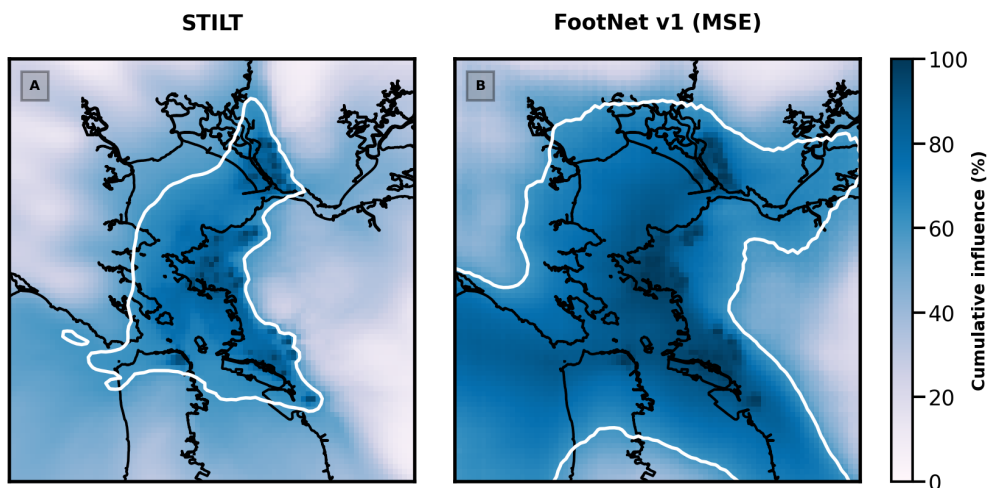 STILT
FootNet v1 (MSE)
A
B
100
80
60
40
20
0
Cumulative influence (%)